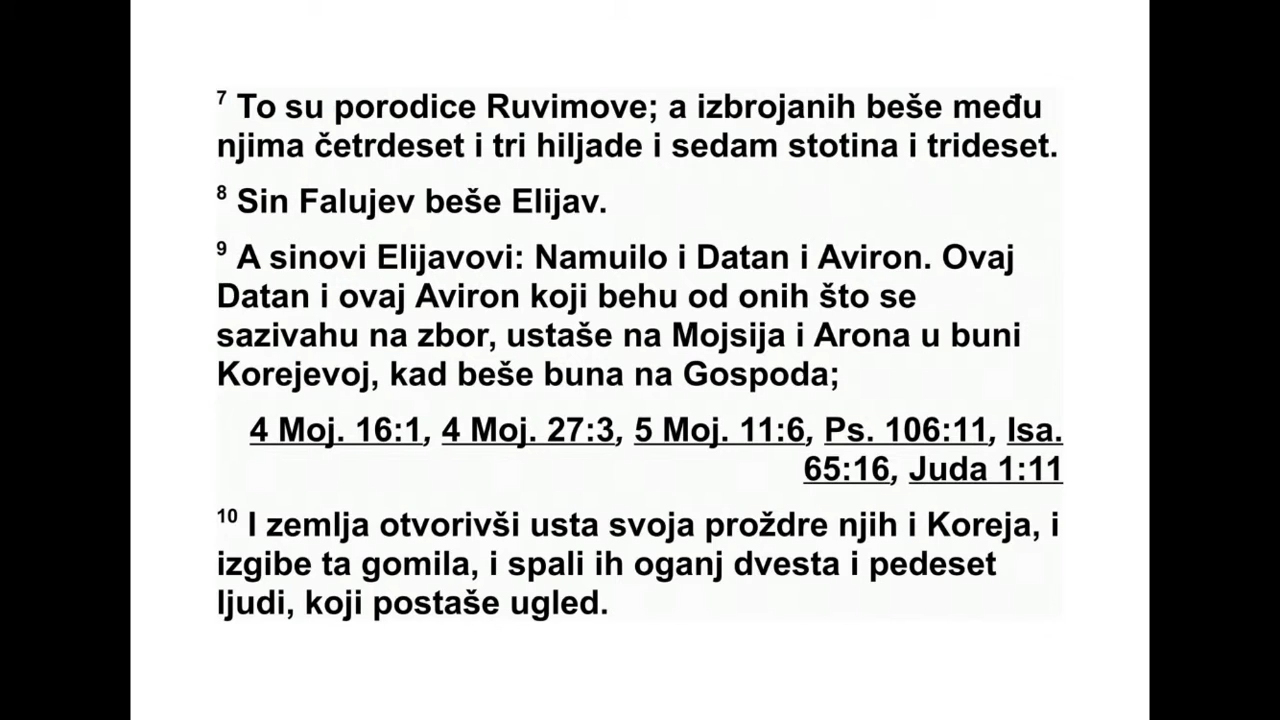 7 To su porodice Ruvimove; a izbrojanih beše među
njima četrdeset i tri hiljade i sedam stotina i trideset.
8 Sin Falujev beše Elijav.
9 A sinovi Elijavovi: Namuilo i Datan i Aviron. Ovaj
Datan i ovaj Aviron koji behu od onih što se
sazivahu na zbor, ustaše na Mojsija i Arona u buni
Korejevoj, kad beše buna na Gospoda;
4 Moj. 16:1, 4 Moj. 27:3, 5 Moj. 11:6, Ps. 106:11, Isa.
65:16, Juda 1:11
10 I zemlja otvorivši usta svoja proždre njih i Koreja, i
izgibe ta gomila, i spali ih oganj dvesta i pedeset
ljudi, koji postaše ugled.